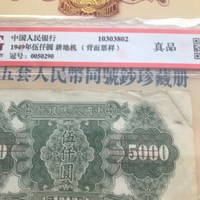 中国人民银行 10303802
1949年伍仟圆 耕地机 (背面票样)
冠号: 0050290
真品
五套人民币同號鈔珍藏册
5000 伍仟圆 5000